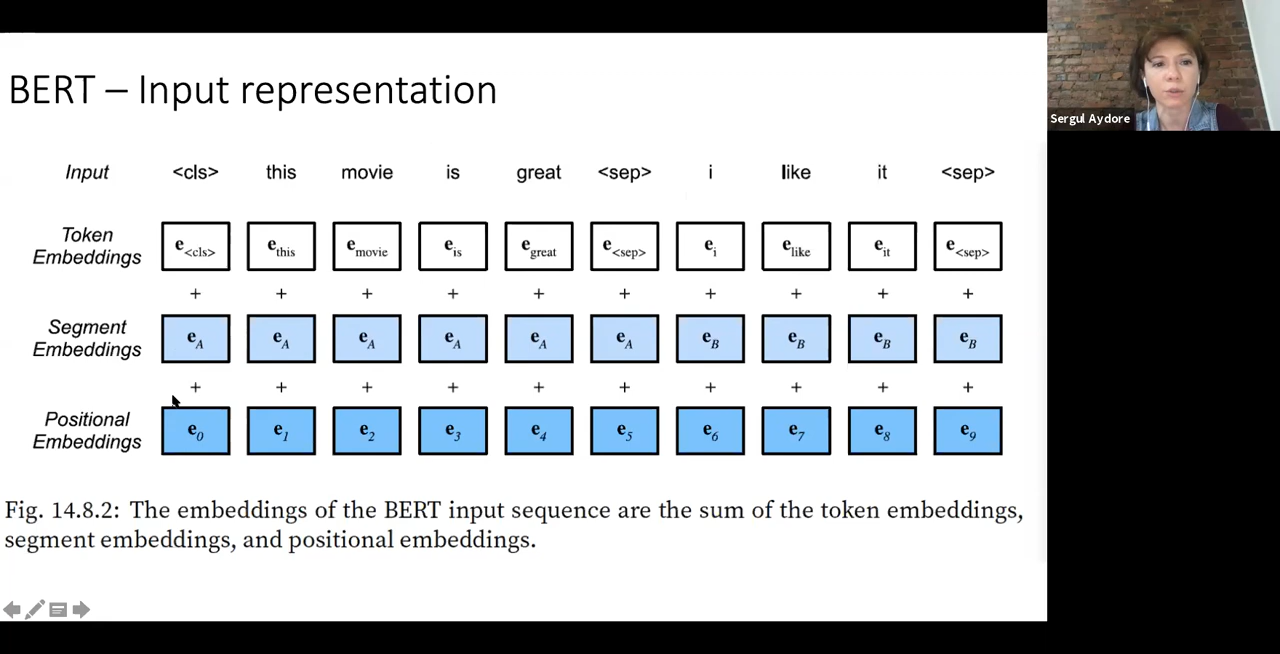 BERT – Input representation
Sergul Aydore
Input <cls> this movie is great <sep> i like it <sep>
Token
Embeddings
e<cls> ethis emovie eis egreat e<sep> ei elike eit e<sep>
+ + + + + + + + + +
Segment
Embeddings
eA eA eA eA eA eA eB eB eB eB
+ + + + + + + + + +
Positional
Embeddings
e0 e1 e2 e3 e4 e5 e6 e7 e8 e9
Fig. 14.8.2: The embeddings of the BERT input sequence are the sum of the token embeddings,
segment embeddings, and positional embeddings.